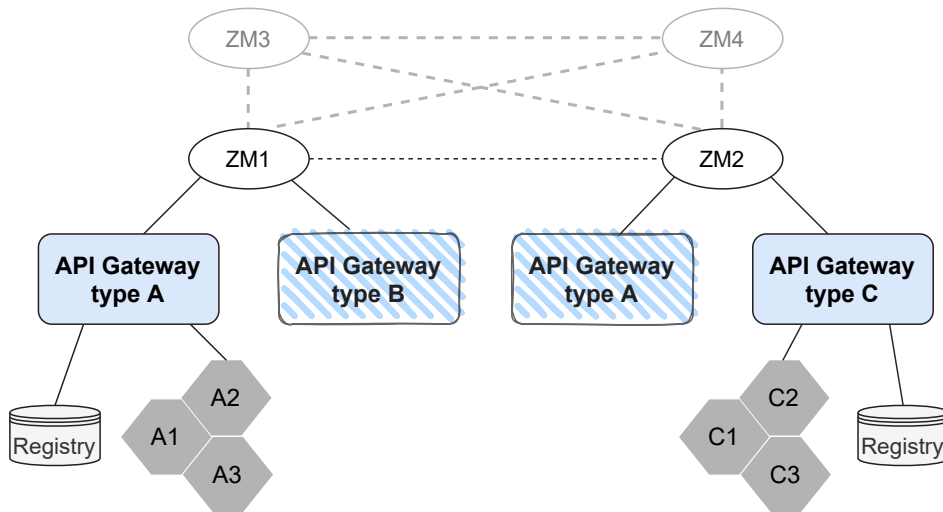 ZM3
ZM4
ZM1
ZM2
API Gateway
type A
API Gateway
type B
API Gateway
type A
API Gateway
type C
Registry
A1
A2
A3
C1
C2
C3
Registry